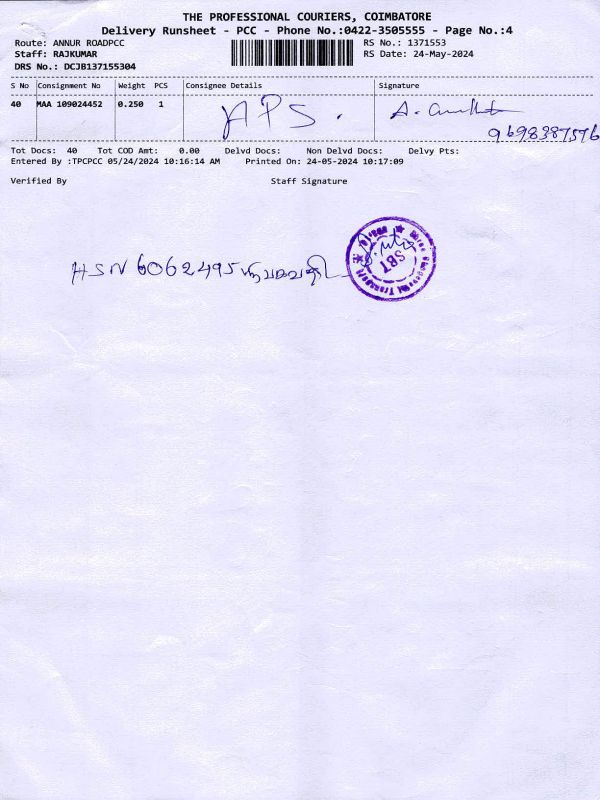 THE PROFESSIONAL COURIERS, COIMBATORE
Delivery Runsheet - PCC - Phone No.:0422-3505555 - Page No.:4
Route: ANNUR ROADPCC
Staff: RAJKUMAR
DRS No.: DCJB137155304
RS No.: 1371553
RS Date: 24-May-2024
S No Consignment No Weight PCS Consignee Details Signature
40 MAA 109024452 0.250 1 APS.
9698387576
Tot Docs: 40 Tot COD Amt: 0.00 Delvd Docs: Non Delvd Docs: Delvy Pts:
Entered By :TPCPCC 05/24/2024 10:16:14 AM Printed On: 24-05-2024 10:17:09
Verified By Staff Signature
HSN 6062495
SBT